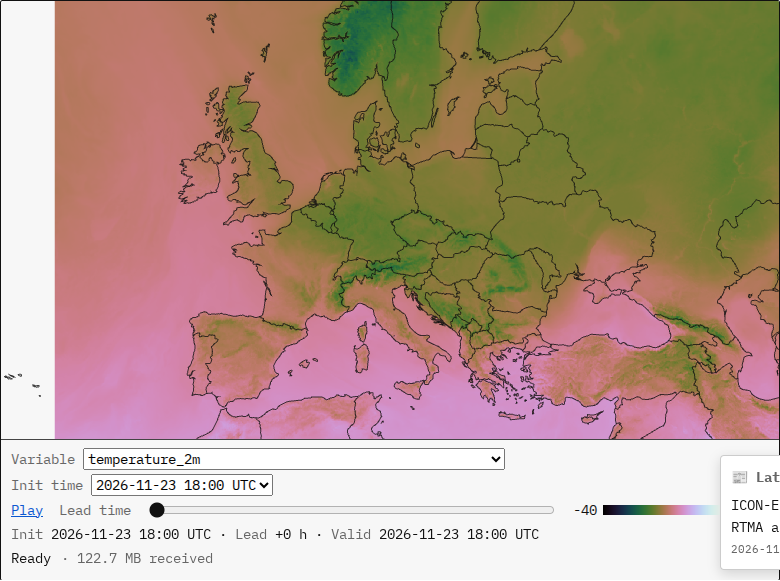 Variable temperature_2m
Init time 2026-11-23 18:00 UTC
Play Lead time -40
Init 2026-11-23 18:00 UTC · Lead +0 h · Valid 2026-11-23 18:00 UTC
Ready · 122.7 MB received
📰 Lat
ICON-E
RTMA a
2026-11